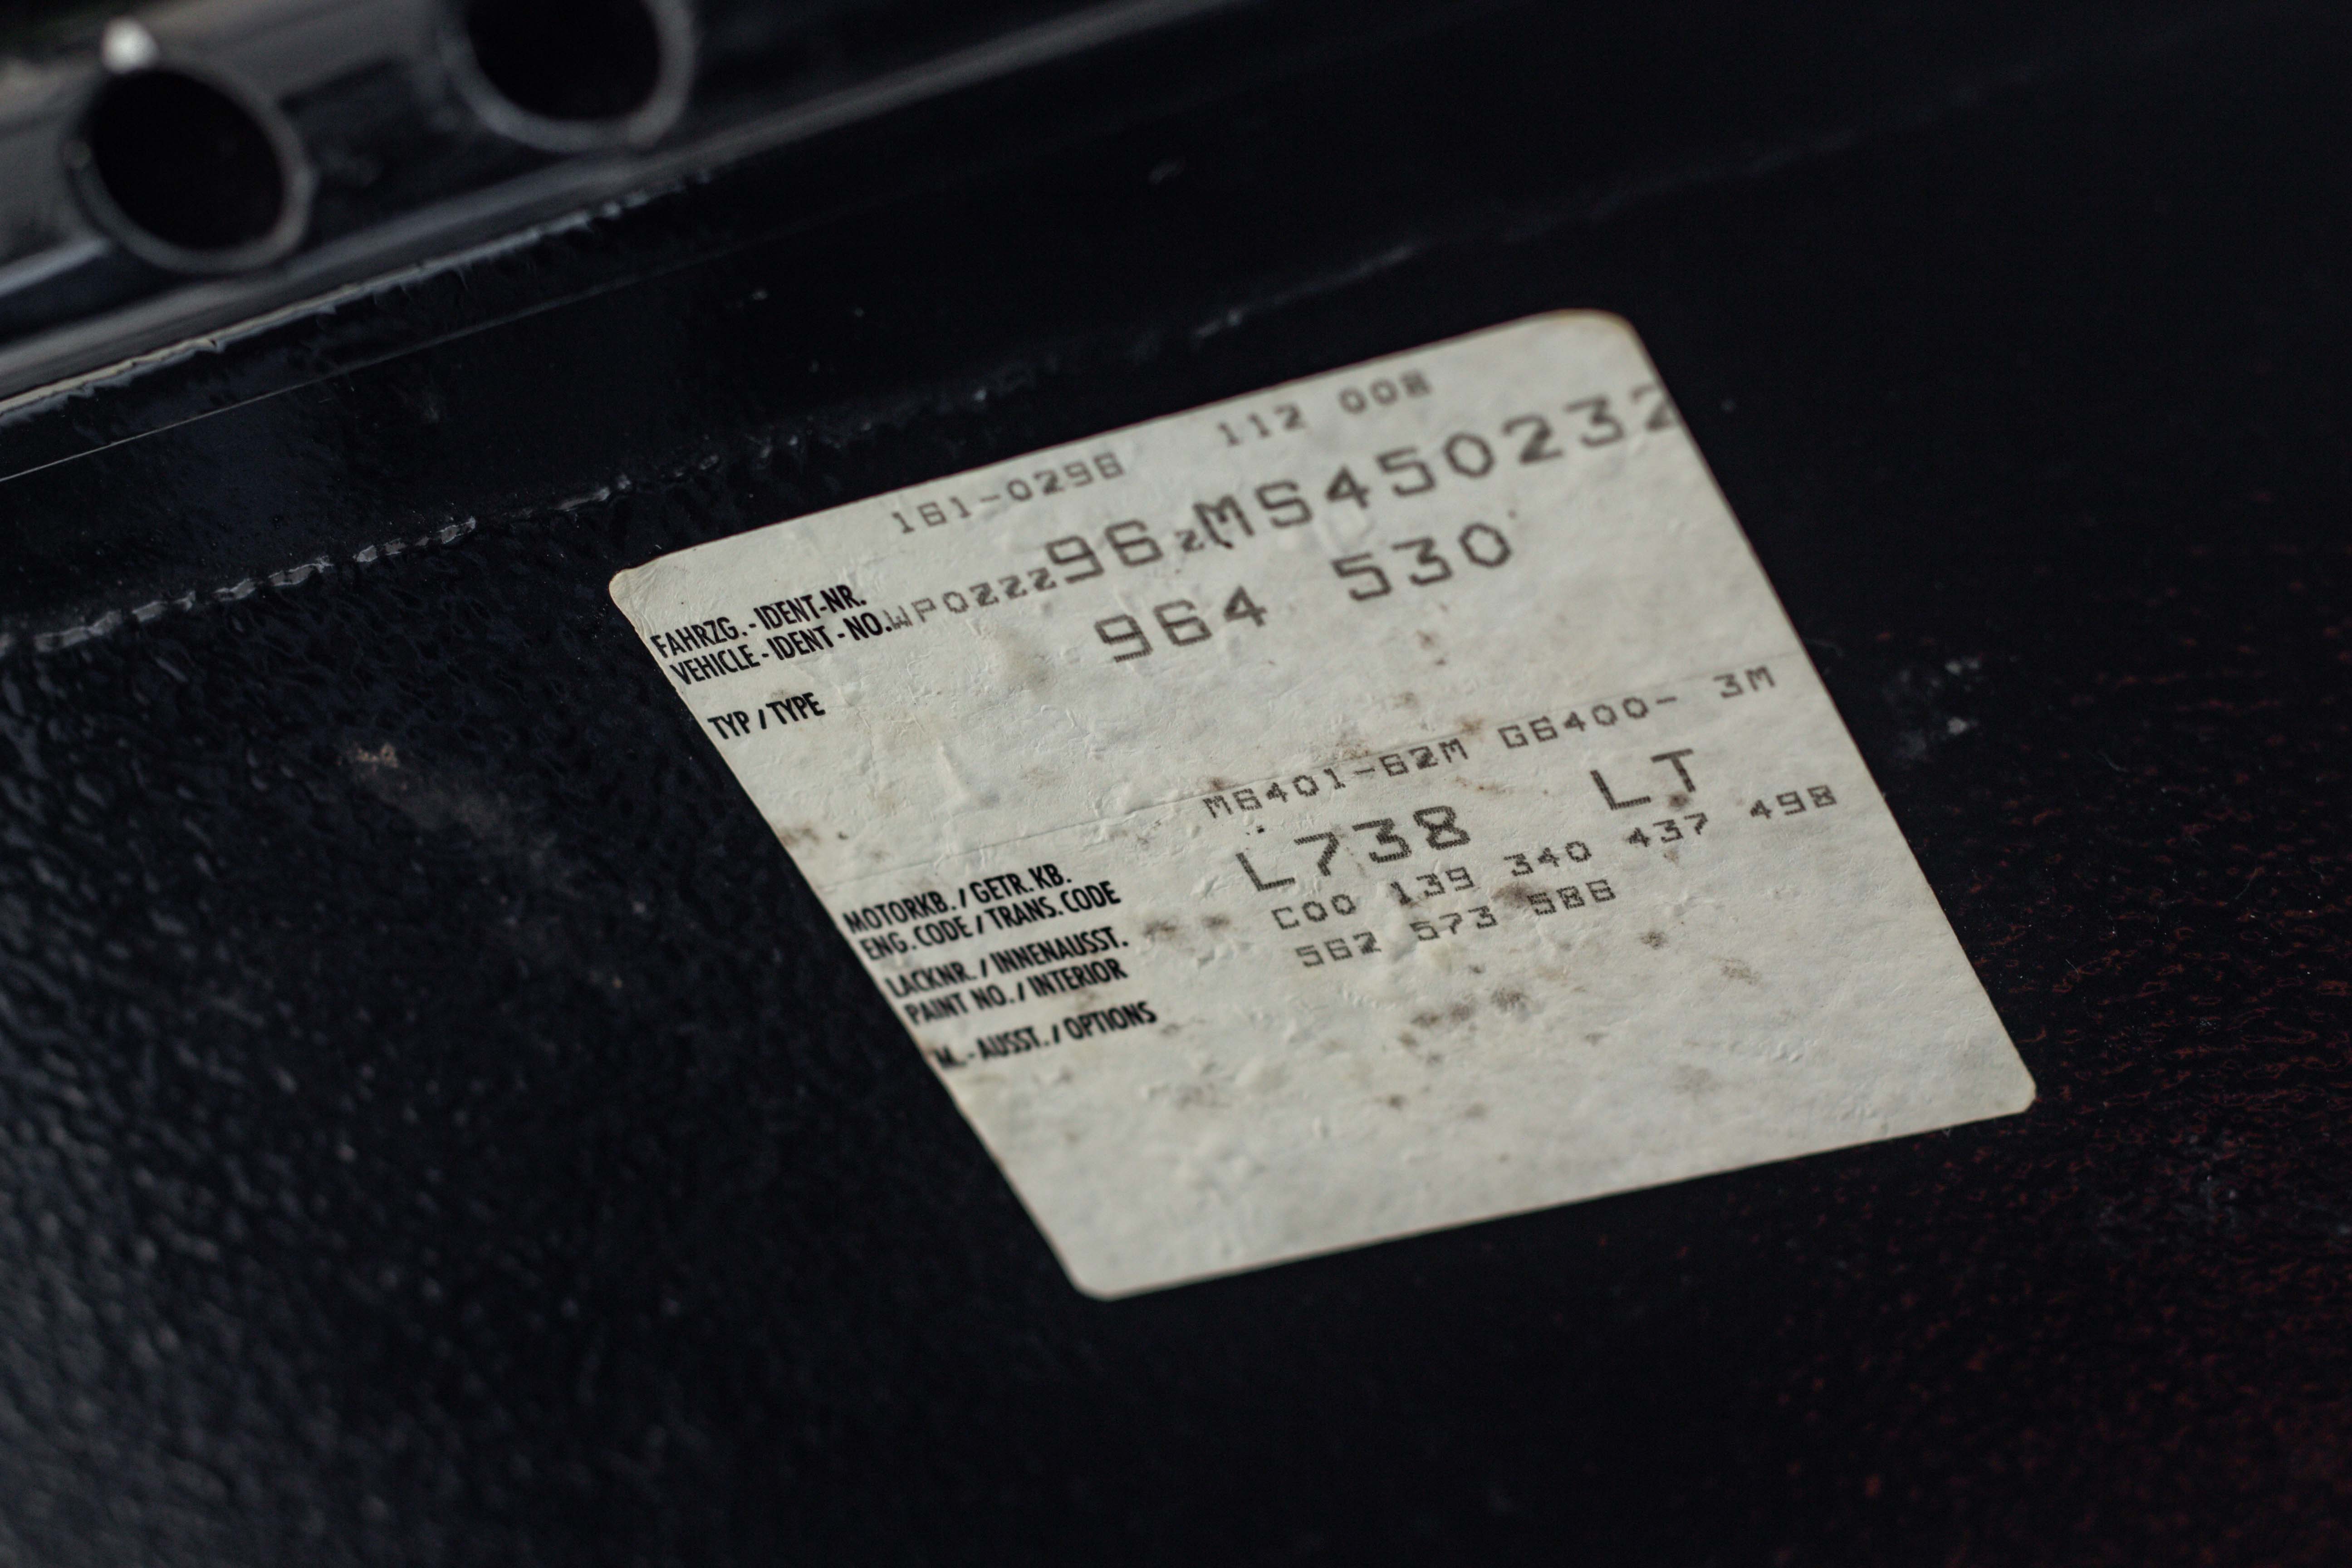 161-0296 112 008
FAHRZG.-IDENT-NR.
VEHICLE-IDENT-NO. WP0ZZZ96ZMS450232
TYP/TYPE 964 530
MOTORKB./GETR.KB. M6401-62M G6400- 3M
ENG.CODE/TRANS.CODE
LACKNR./INNENAUSST. L738 LT
PAINT NO./INTERIOR
M.-AUSST./OPTIONS C00 139 340 437 498
562 573 586